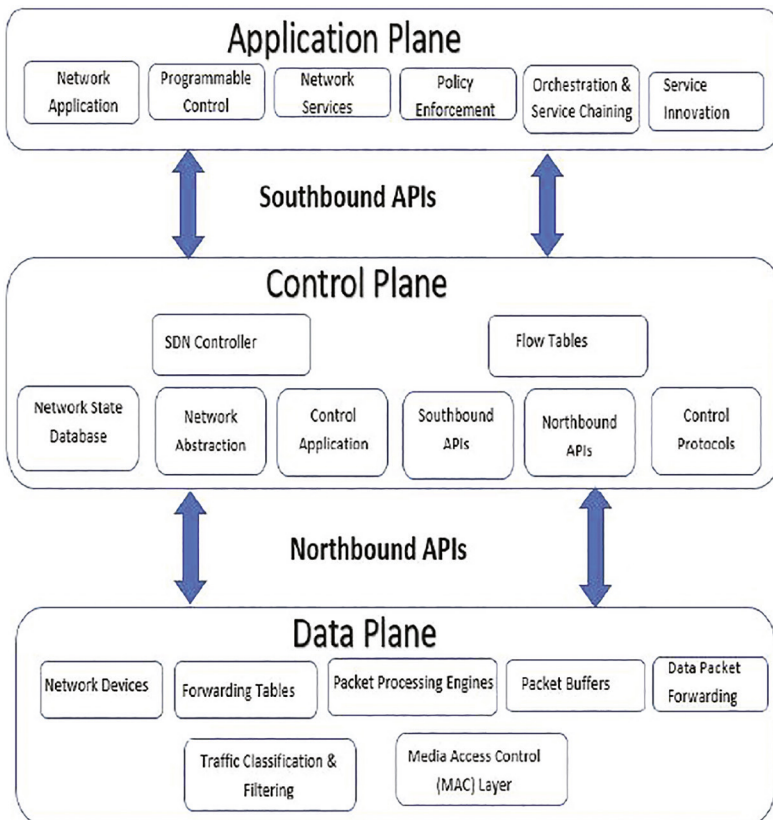 Application Plane
Network
Application
Programmable
Control
Network
Services
Policy
Enforcement
Orchestration &
Service Chaining
Service
Innovation
Southbound APIs
Control Plane
SDN Controller
Flow Tables
Network State
Database
Network
Abstraction
Control
Application
Southbound
APIs
Northbound
APIs
Control
Protocols
Northbound APIs
Data Plane
Network Devices
Forwarding Tables
Packet Processing Engines
Packet Buffers
Data Packet
Forwarding
Traffic Classification &
Filtering
Media Access Control
(MAC) Layer